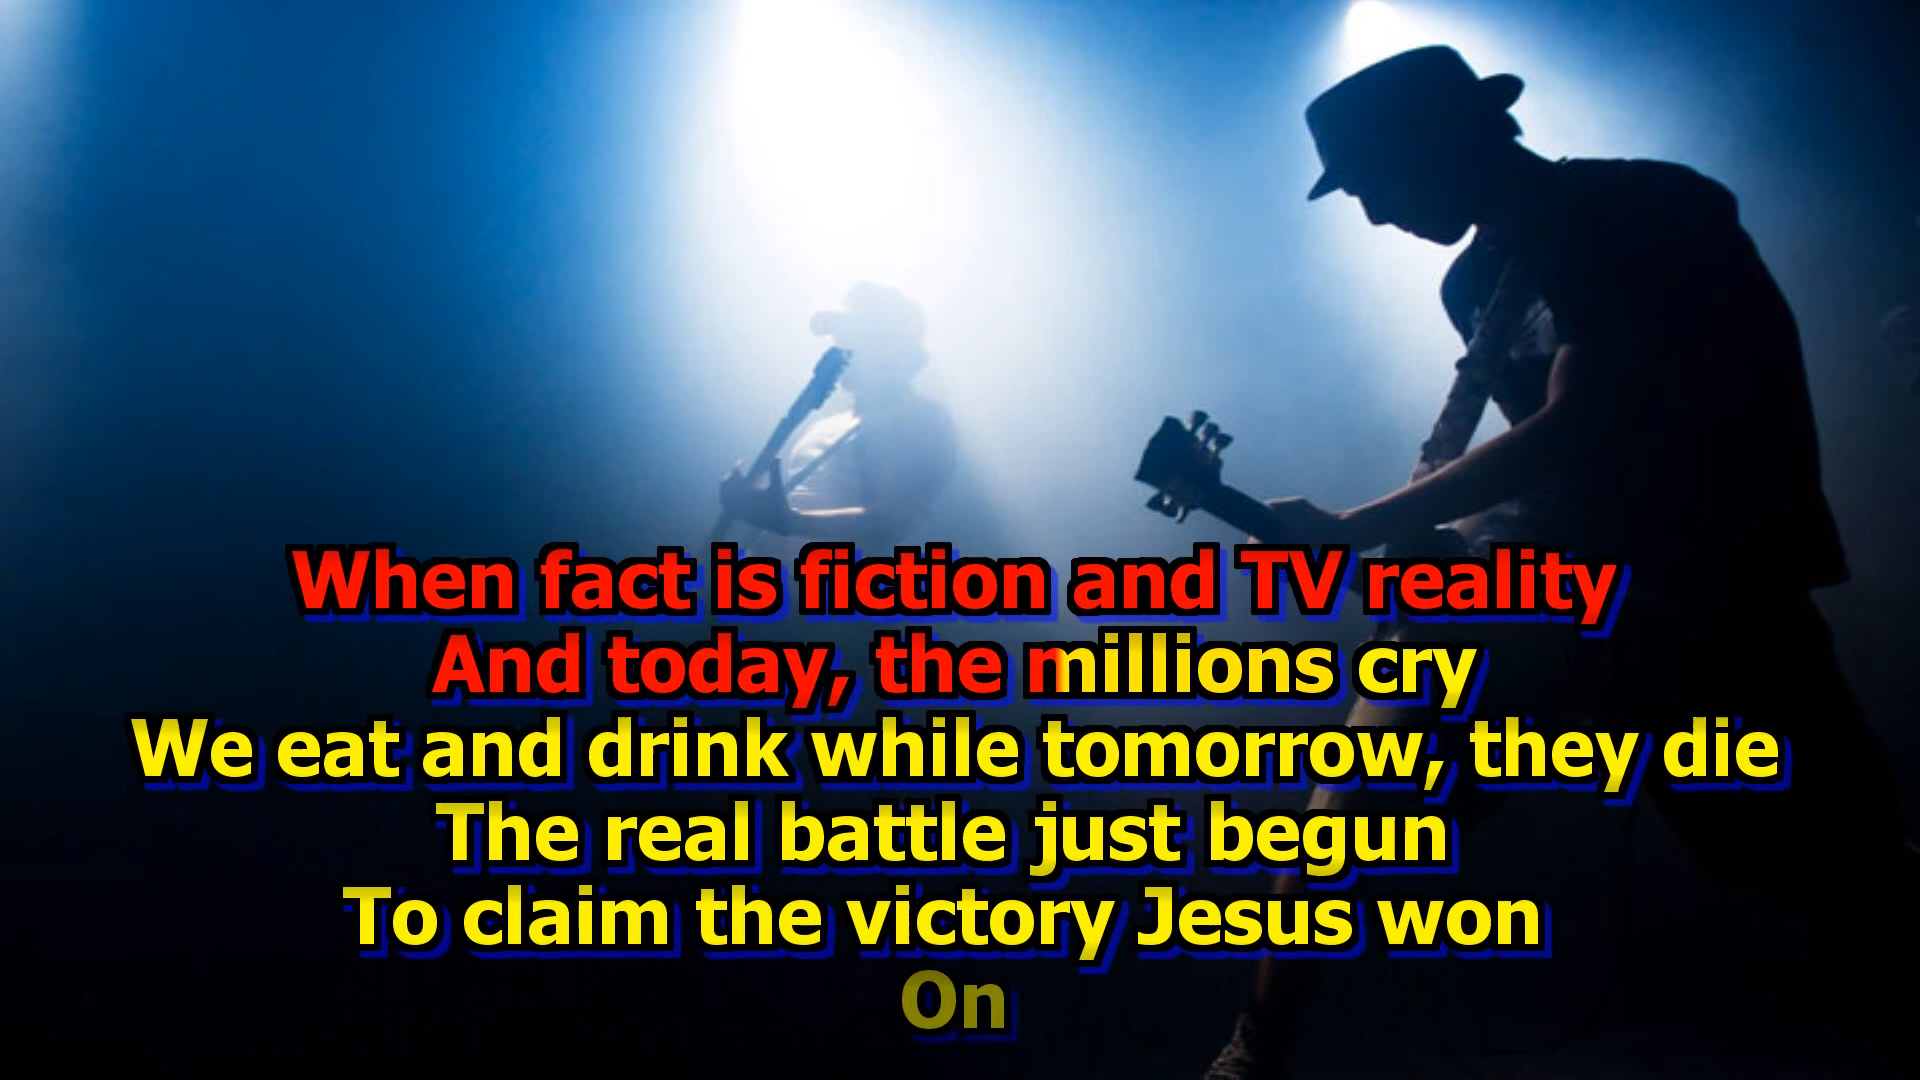 When fact is fiction and TV reality
And today, the millions cry
We eat and drink while tomorrow, they die
The real battle just begun
To claim the victory Jesus won
On